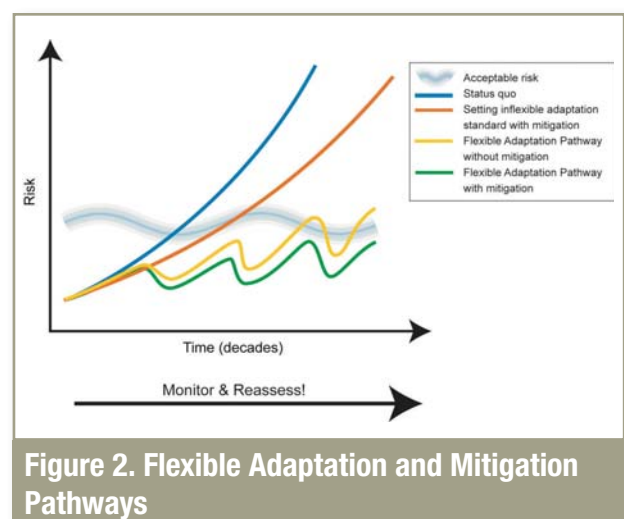 Acceptable risk
Status quo
Setting inflexible adaptation
standard with mitigation
Flexible Adaptation Pathway
without mitigation
Flexible Adaptation Pathway
with mitigation
Risk
Time (decades)
Monitor & Reassess!
Figure 2. Flexible Adaptation and Mitigation
Pathways